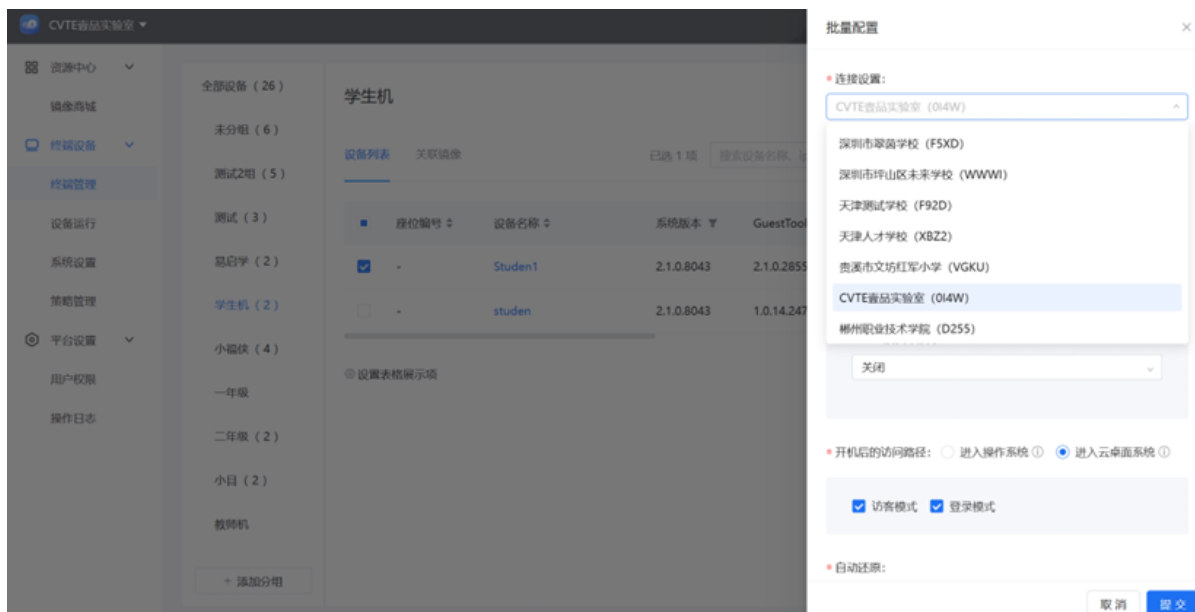 CVTE壹品实验室
资源中心
镜像商城
终端设备
终端管理
设备运行
系统设置
策略管理
平台设置
用户权限
操作日志
全部设备（26）
未分组（6）
测试2组（5）
测试（3）
易启学（2）
学生机（2）
小福侠（4）
一年级
二年级（2）
小目（2）
教师机
+ 添加分组
学生机
设备列表 关联镜像 已选 1 项 搜索设备名称、ip
座位编号 设备名称 系统版本 GuestTool
- Studen1 2.1.0.8043 2.1.0.2855
- studen 2.1.0.8043 1.0.14.247
设置表格展示项
批量配置
* 连接设置：
CVTE壹品实验室（0I4W）
深圳市翠茵学校（F5XD）
深圳市坪山区未来学校（WWWI）
天津测试学校（F92D）
天津人才学校（XBZ2）
贵溪市文坊红军小学（VGKU）
CVTE壹品实验室（0I4W）
郴州职业技术学院（D255）
关闭
* 开机后的访问路径： 进入操作系统 进入云桌面系统
访客模式 登录模式
* 自动还原：
取 消 提 交